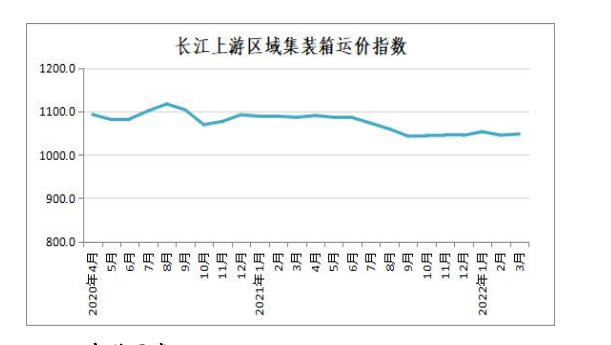 长江上游区域集装箱运价指数
1200.0
1100.0
1000.0
900.0
800.0
2020年4月
5月
6月
7月
8月
9月
10月
11月
12月
2021年1月
2月
3月
4月
5月
6月
7月
8月
9月
10月
11月
12月
2022年1月
2月
3月